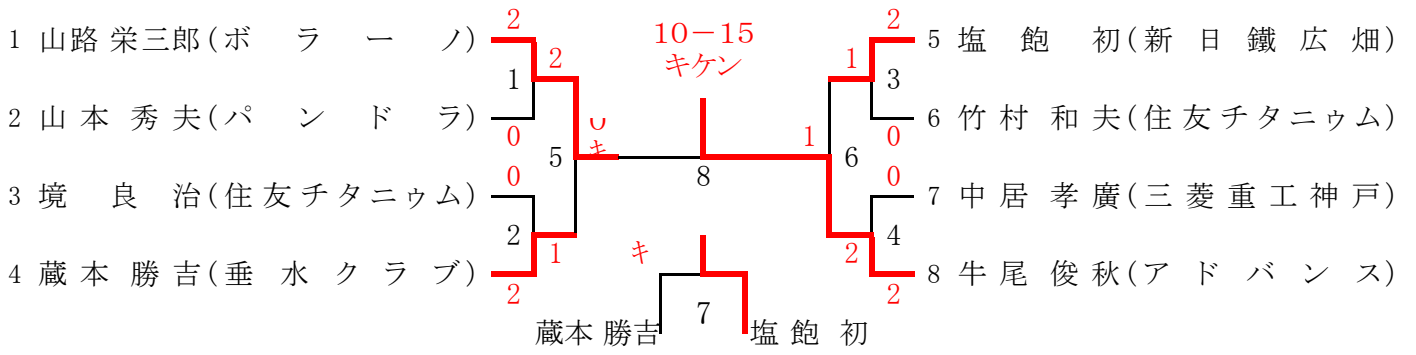 10－15
キケン
1 山路 栄三郎(ボラーノ) 2
2 山本 秀夫(パンドラ) 0
3 境 良 治(住友チタニゥム) 0
4 蔵本 勝吉(垂水クラブ) 2
1
2
2
1
5
キ
8
1
6
1
2
3
4
2 5 塩 飽 初(新日鐵広畑)
0 6 竹村 和夫(住友チタニゥム)
0 7 中居 孝廣(三菱重工神戸)
2 8 牛尾 俊秋(アドバンス)
キ
7
蔵本 勝吉
塩 飽 初